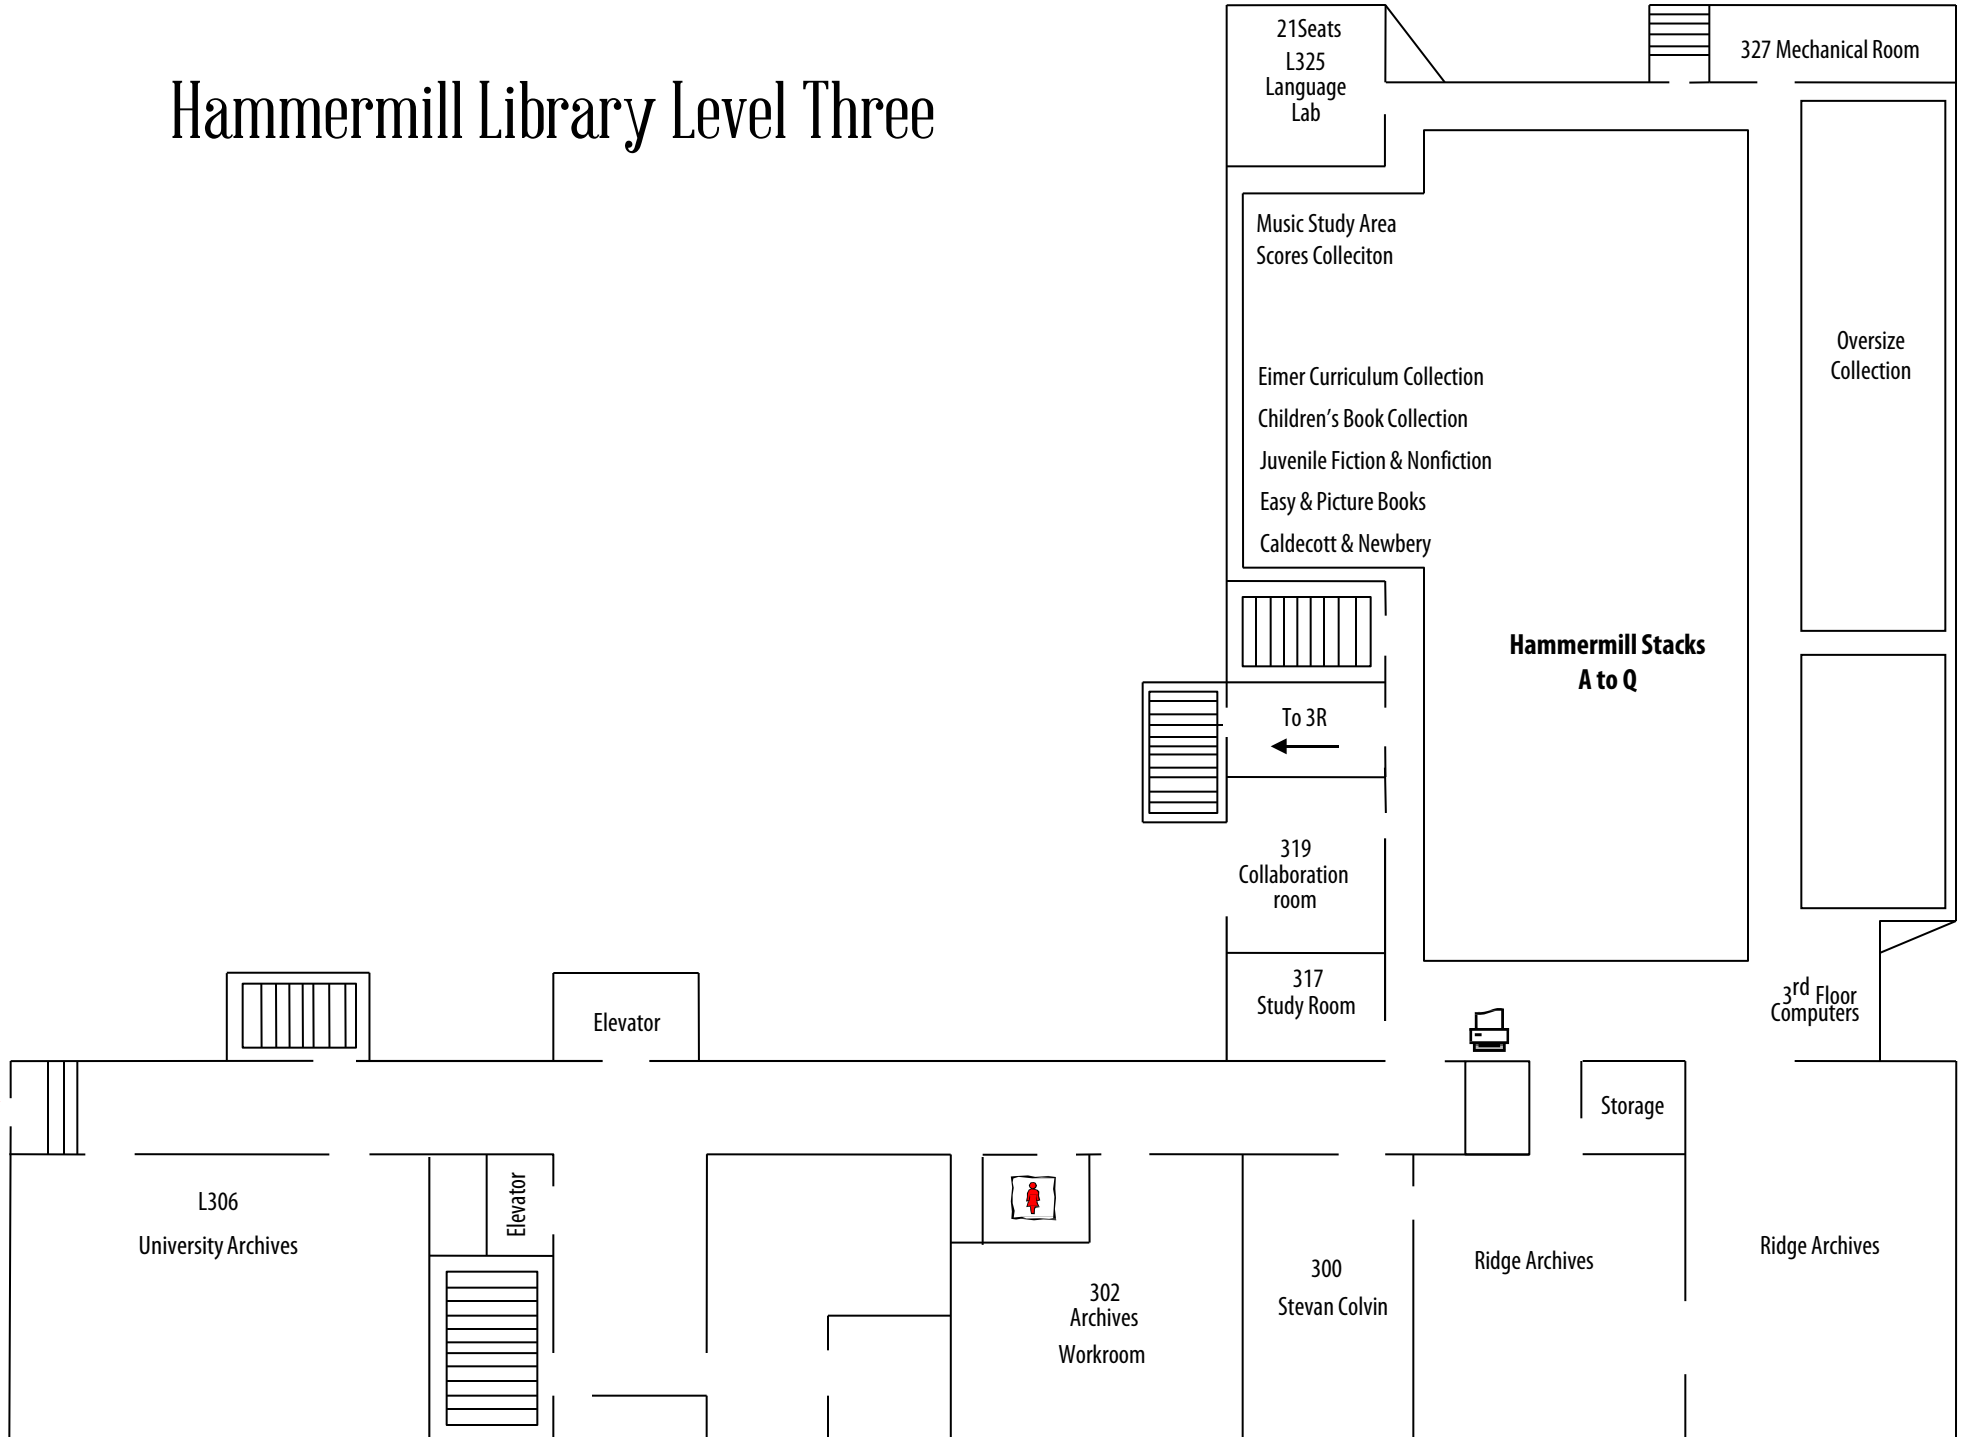 Hammermill Library Level Three
21Seats
L325
Language
Lab
327 Mechanical Room
Music Study Area
Scores Colleciton
Oversize
Collection
Eimer Curriculum Collection
Children's Book Collection
Juvenile Fiction & Nonfiction
Easy & Picture Books
Caldecott & Newbery
Hammermill Stacks
A to Q
To 3R
319
Collaboration
room
317
Study Room
3rd Floor
Computers
Elevator
Storage
L306
University Archives
Elevator
302
Archives
Workroom
300
Stevan Colvin
Ridge Archives
Ridge Archives